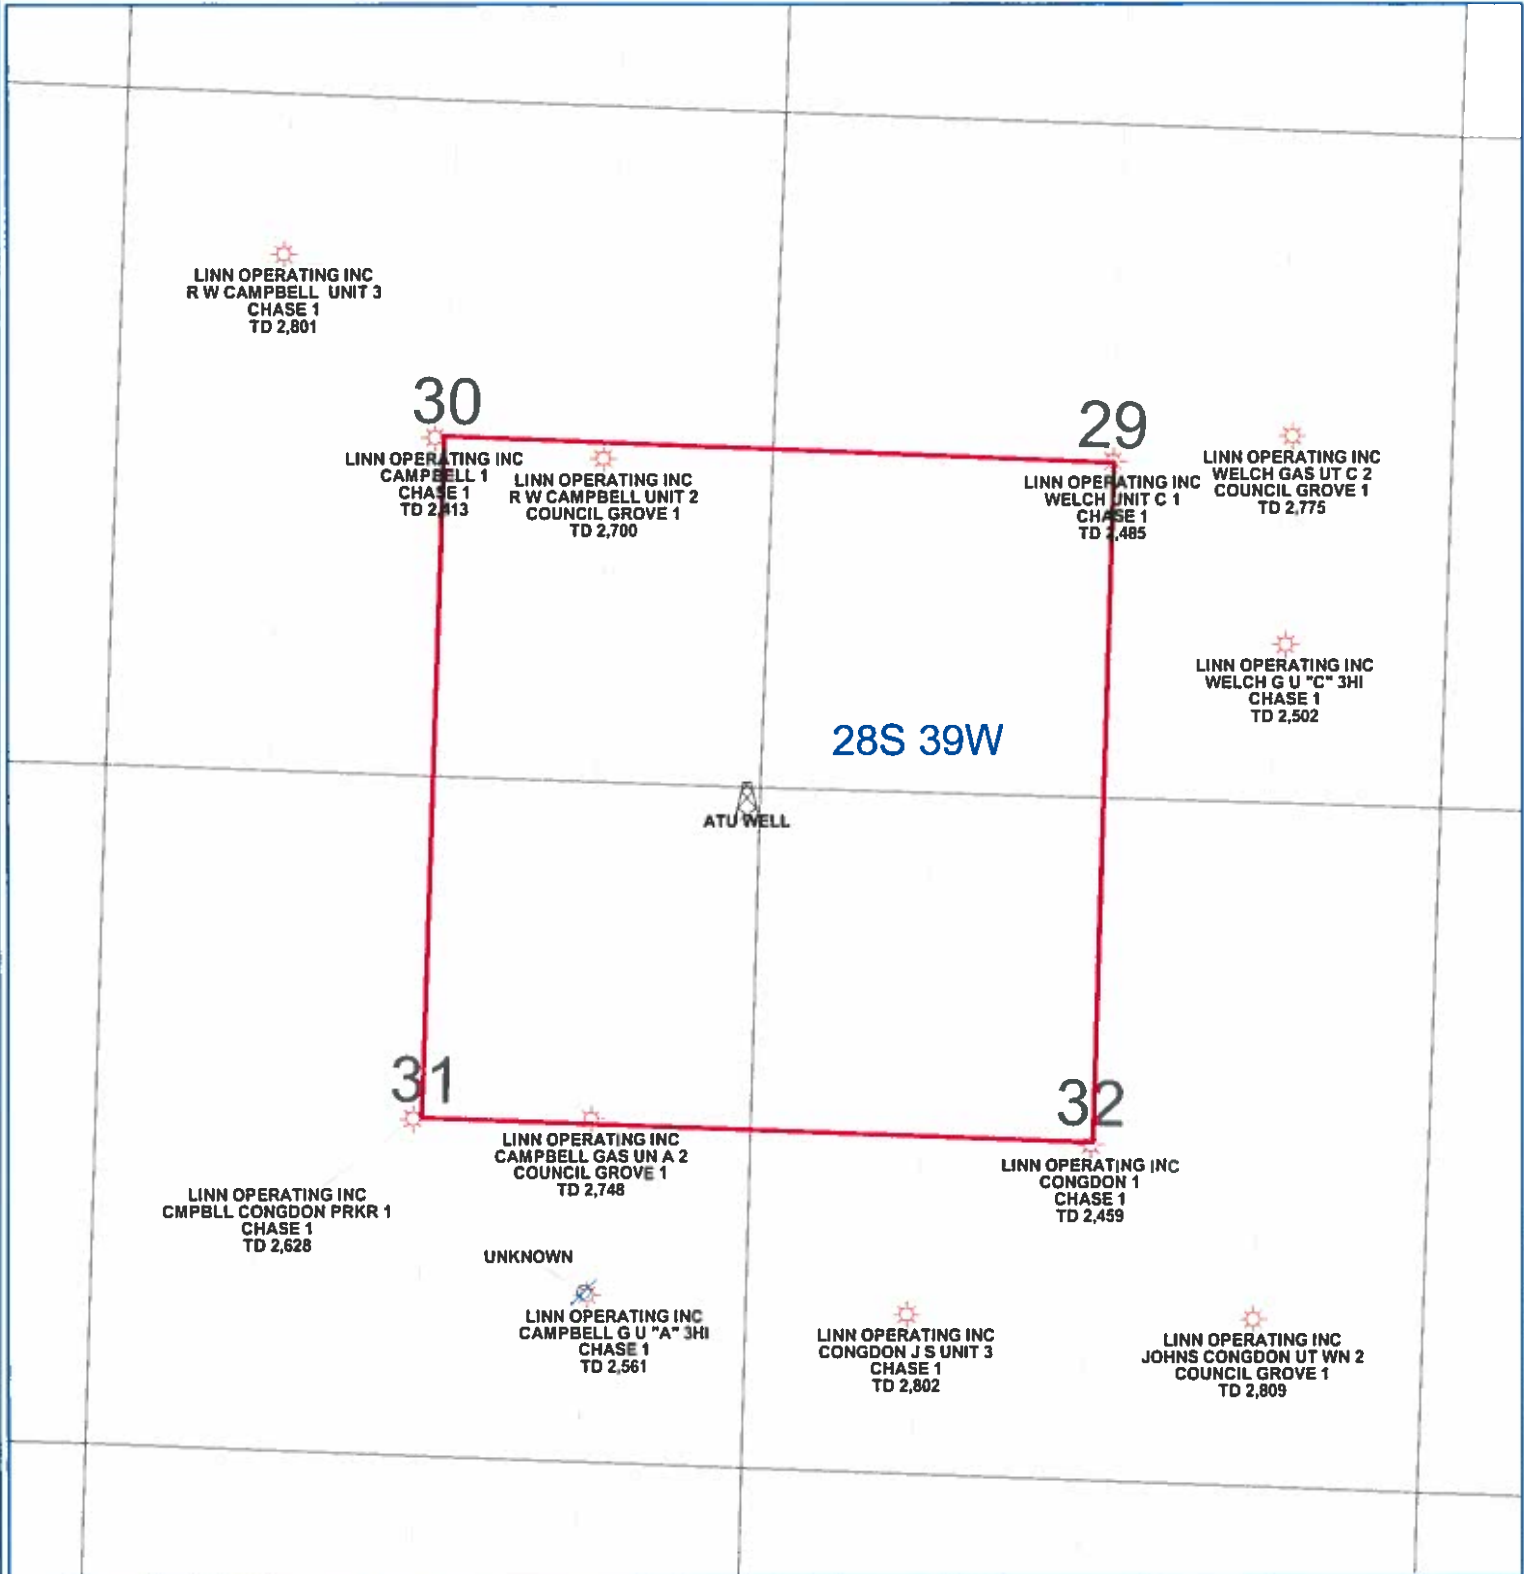 LINN OPERATING INC
R W CAMPBELL UNIT 3
CHASE 1
TD 2,801
30
29
LINN OPERATING INC
CAMPBELL 1
CHASE 1
TD 2,413
LINN OPERATING INC
R W CAMPBELL UNIT 2
COUNCIL GROVE 1
TD 2,700
LINN OPERATING INC
WELCH UNIT C 1
CHASE 1
TD 2,485
LINN OPERATING INC
WELCH GAS UT C 2
COUNCIL GROVE 1
TD 2,775
LINN OPERATING INC
WELCH G U "C" 3HI
CHASE 1
TD 2,502
28S 39W
ATU WELL
31
32
LINN OPERATING INC
CAMPBELL GAS UN A 2
COUNCIL GROVE 1
TD 2,748
LINN OPERATING INC
CONGDON 1
CHASE 1
TD 2,459
LINN OPERATING INC
CMPBLL CONGDON PRKR 1
CHASE 1
TD 2,628
UNKNOWN
LINN OPERATING INC
CAMPBELL G U "A" 3HI
CHASE 1
TD 2,561
LINN OPERATING INC
CONGDON J S UNIT 3
CHASE 1
TD 2,802
LINN OPERATING INC
JOHNS CONGDON UT WN 2
COUNCIL GROVE 1
TD 2,809